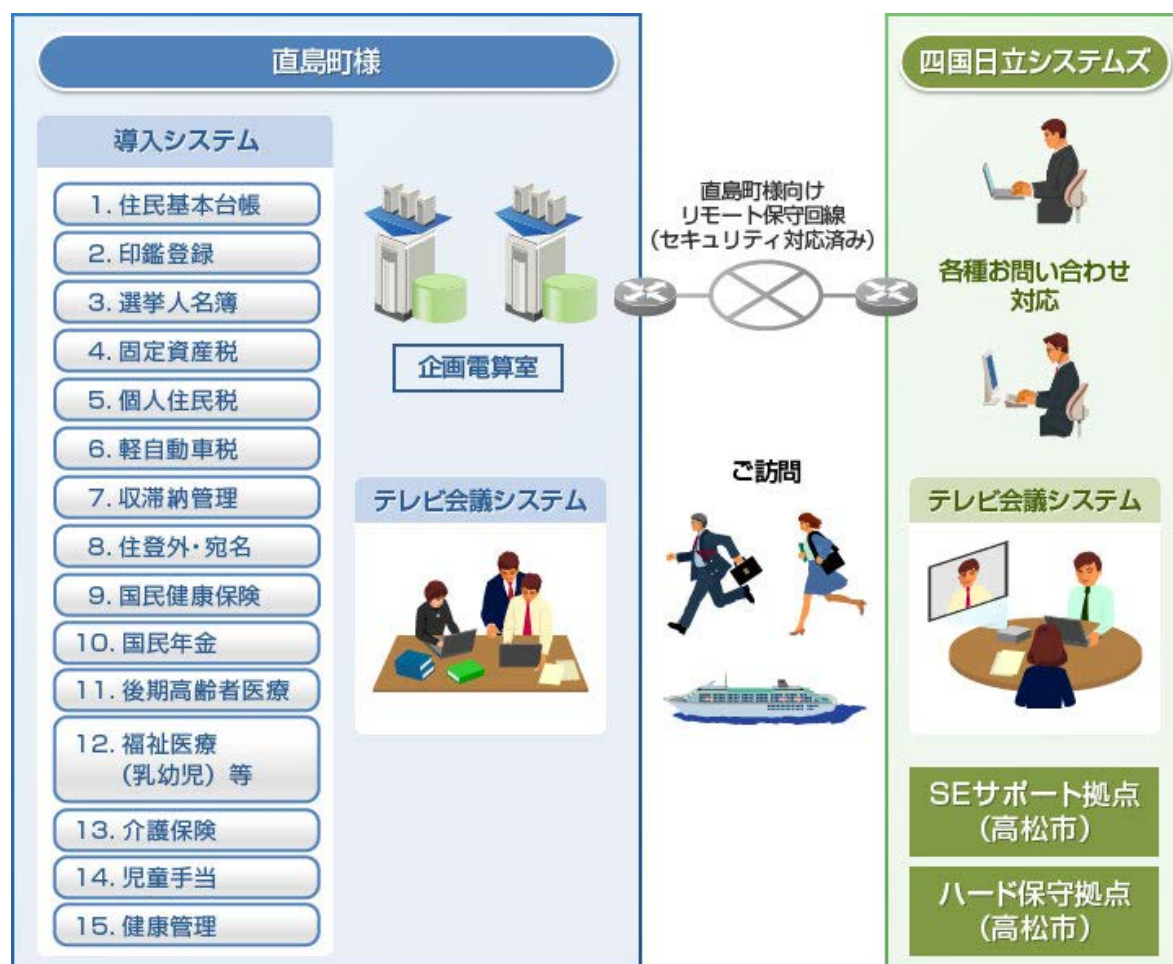 直島町様
導入システム
1. 住民基本台帳
2. 印鑑登録
3. 選挙人名簿
4. 固定資産税
5. 個人住民税
6. 軽自動車税
7. 収滞納管理
8. 住登外・宛名
9. 国民健康保険
10. 国民年金
11. 後期高齢者医療
12. 福祉医療
(乳幼児) 等
13. 介護保険
14. 児童手当
15. 健康管理
企画電算室
テレビ会議システム
直島町様向け
リモート保守回線
(セキュリティ対応済み)
ご訪問
四国日立システムズ
各種お問い合わせ
対応
テレビ会議システム
SEサポート拠点
(高松市)
ハード保守拠点
(高松市)